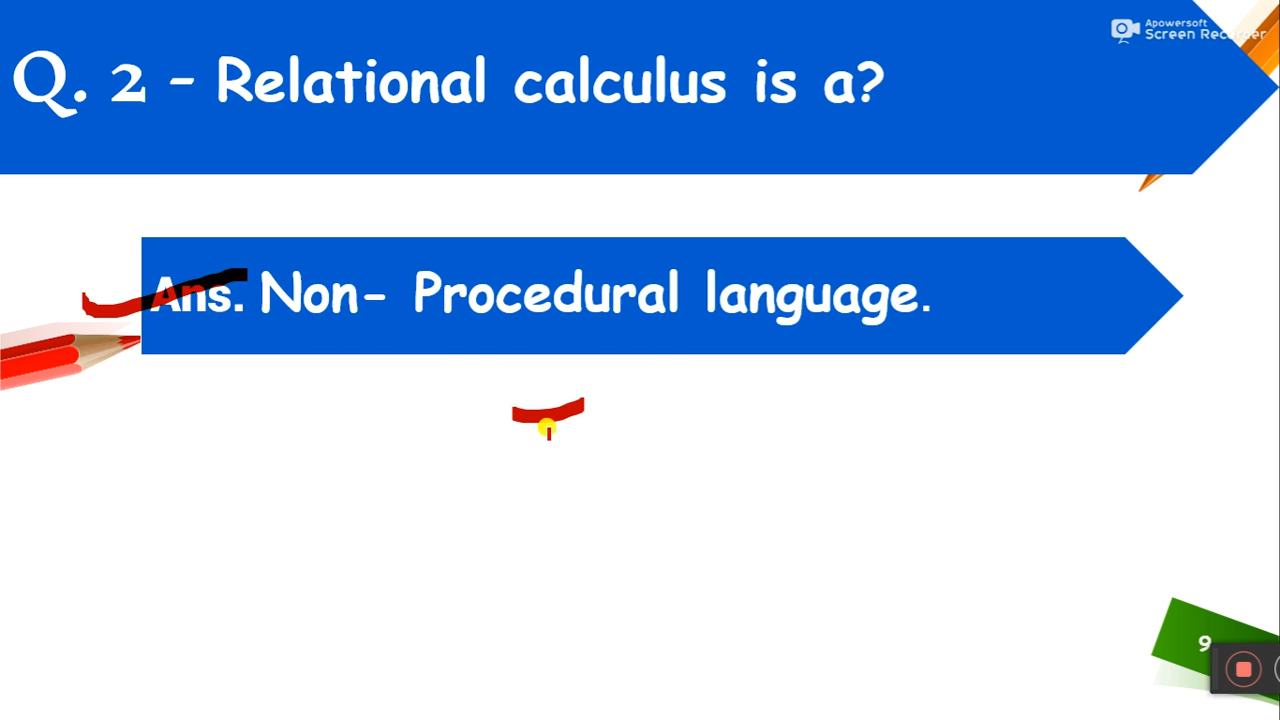 Apowersoft
Screen Recorder
Q. 2 - Relational calculus is a?
Ans. Non- Procedural language.
9